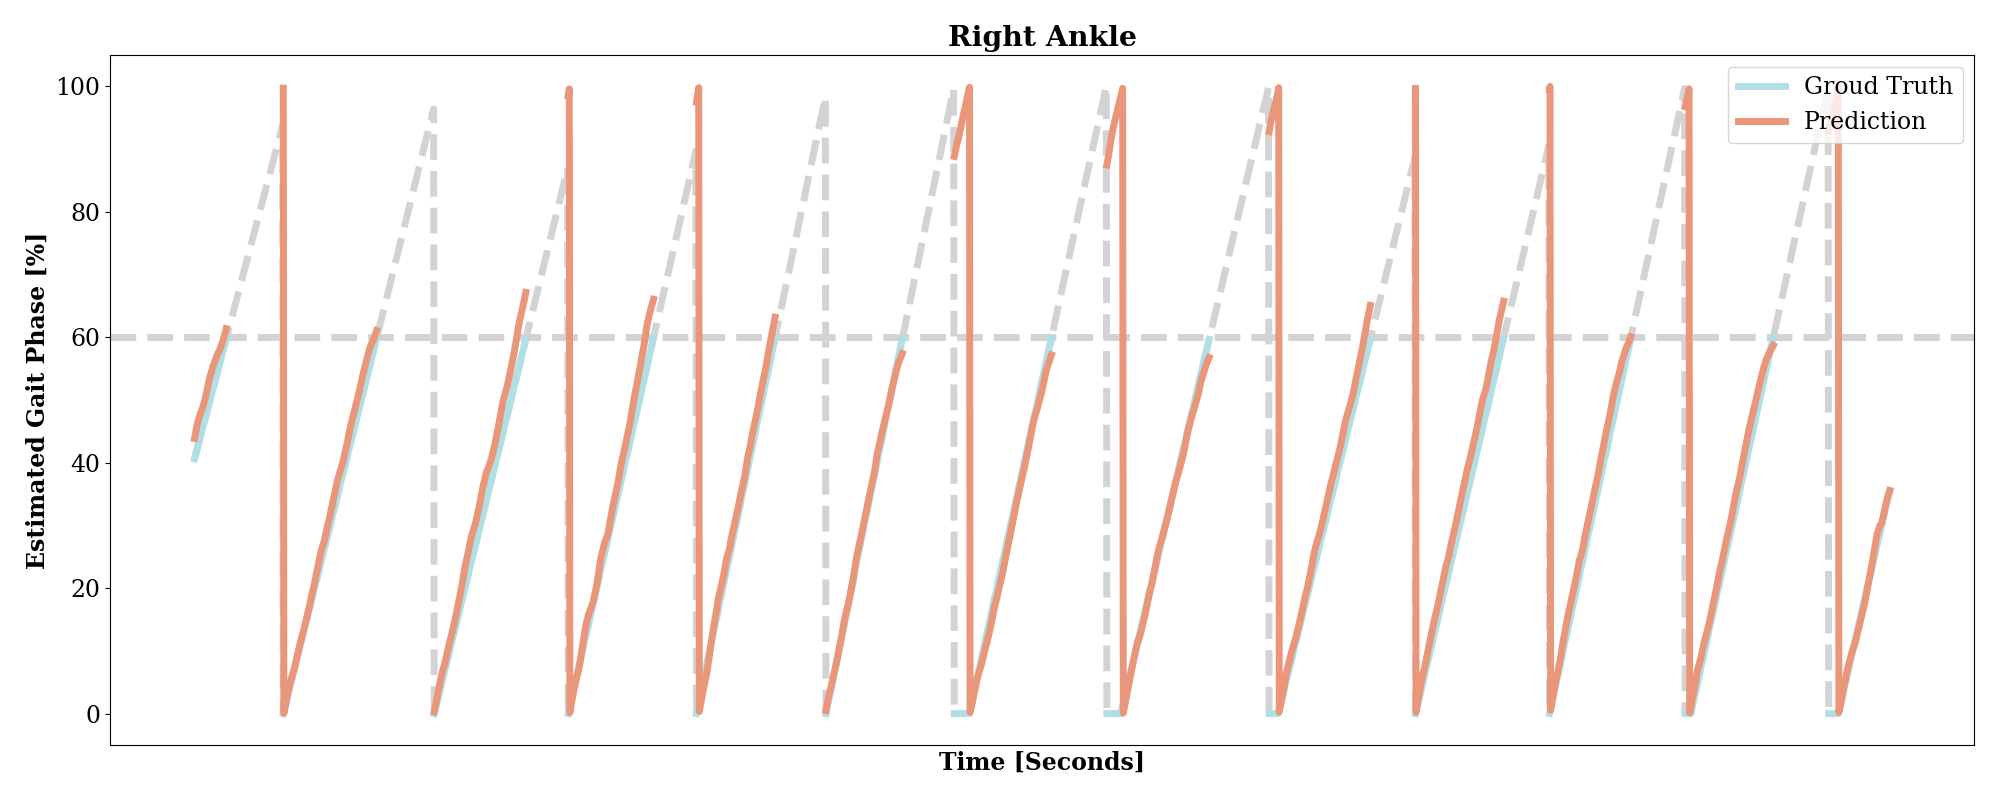 Right Ankle
Estimated Gait Phase [%]
100
80
60
40
20
0
Groud Truth
Prediction
Time [Seconds]